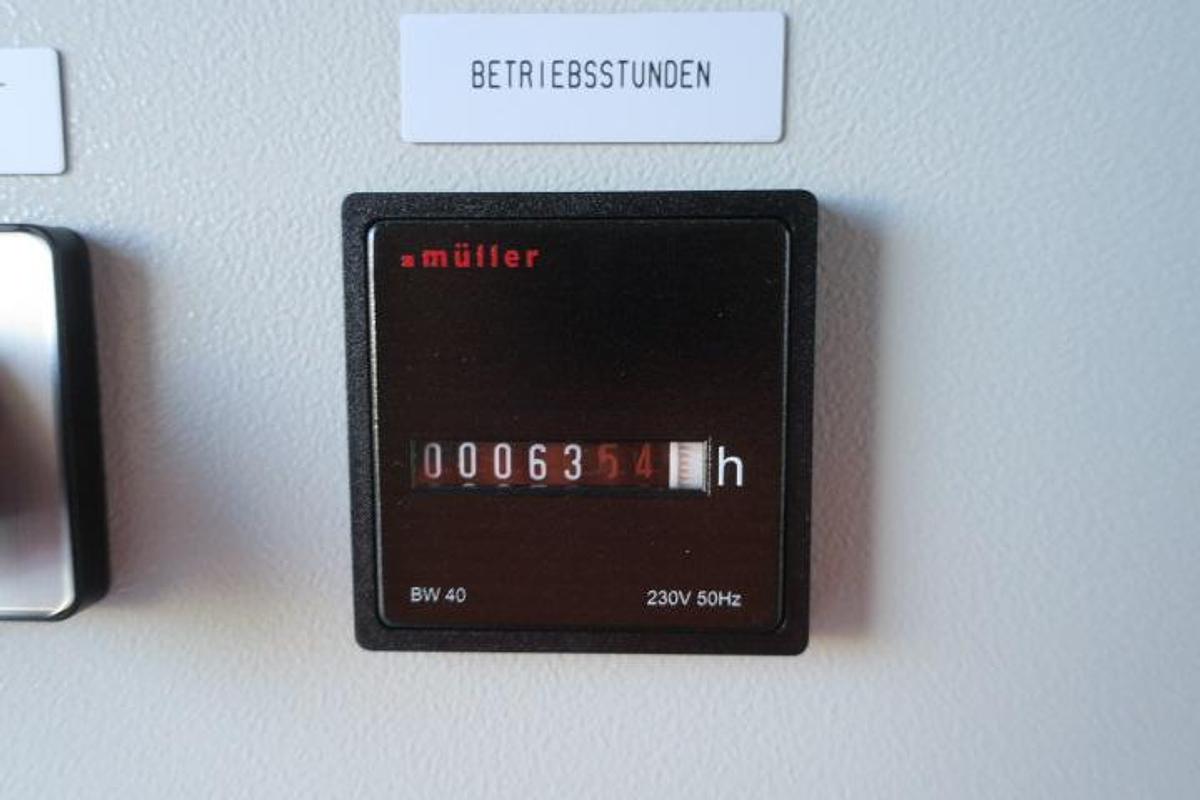 BETRIEBSSTUNDEN
müller
0006354 h
BW 40 230V 50Hz